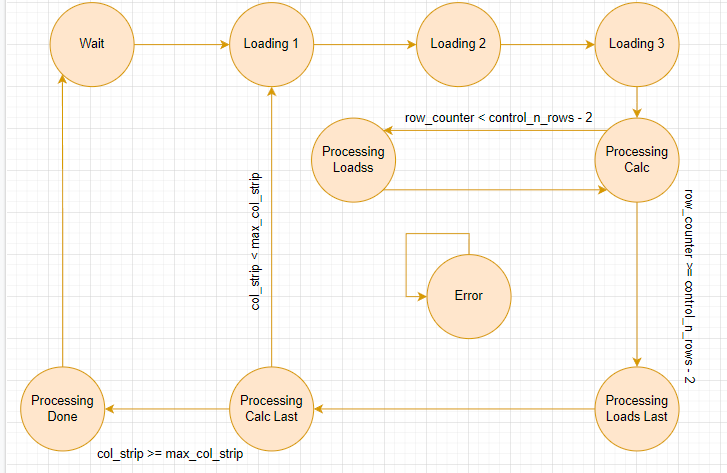 Wait
Loading 1
Loading 2
Loading 3
row_counter < control_n_rows - 2
Processing
Loadss
Processing
Calc
col_strip < max_col_strip
row_counter >= control_n_rows - 2
Error
Processing
Done
Processing
Calc Last
Processing
Loads Last
col_strip >= max_col_strip